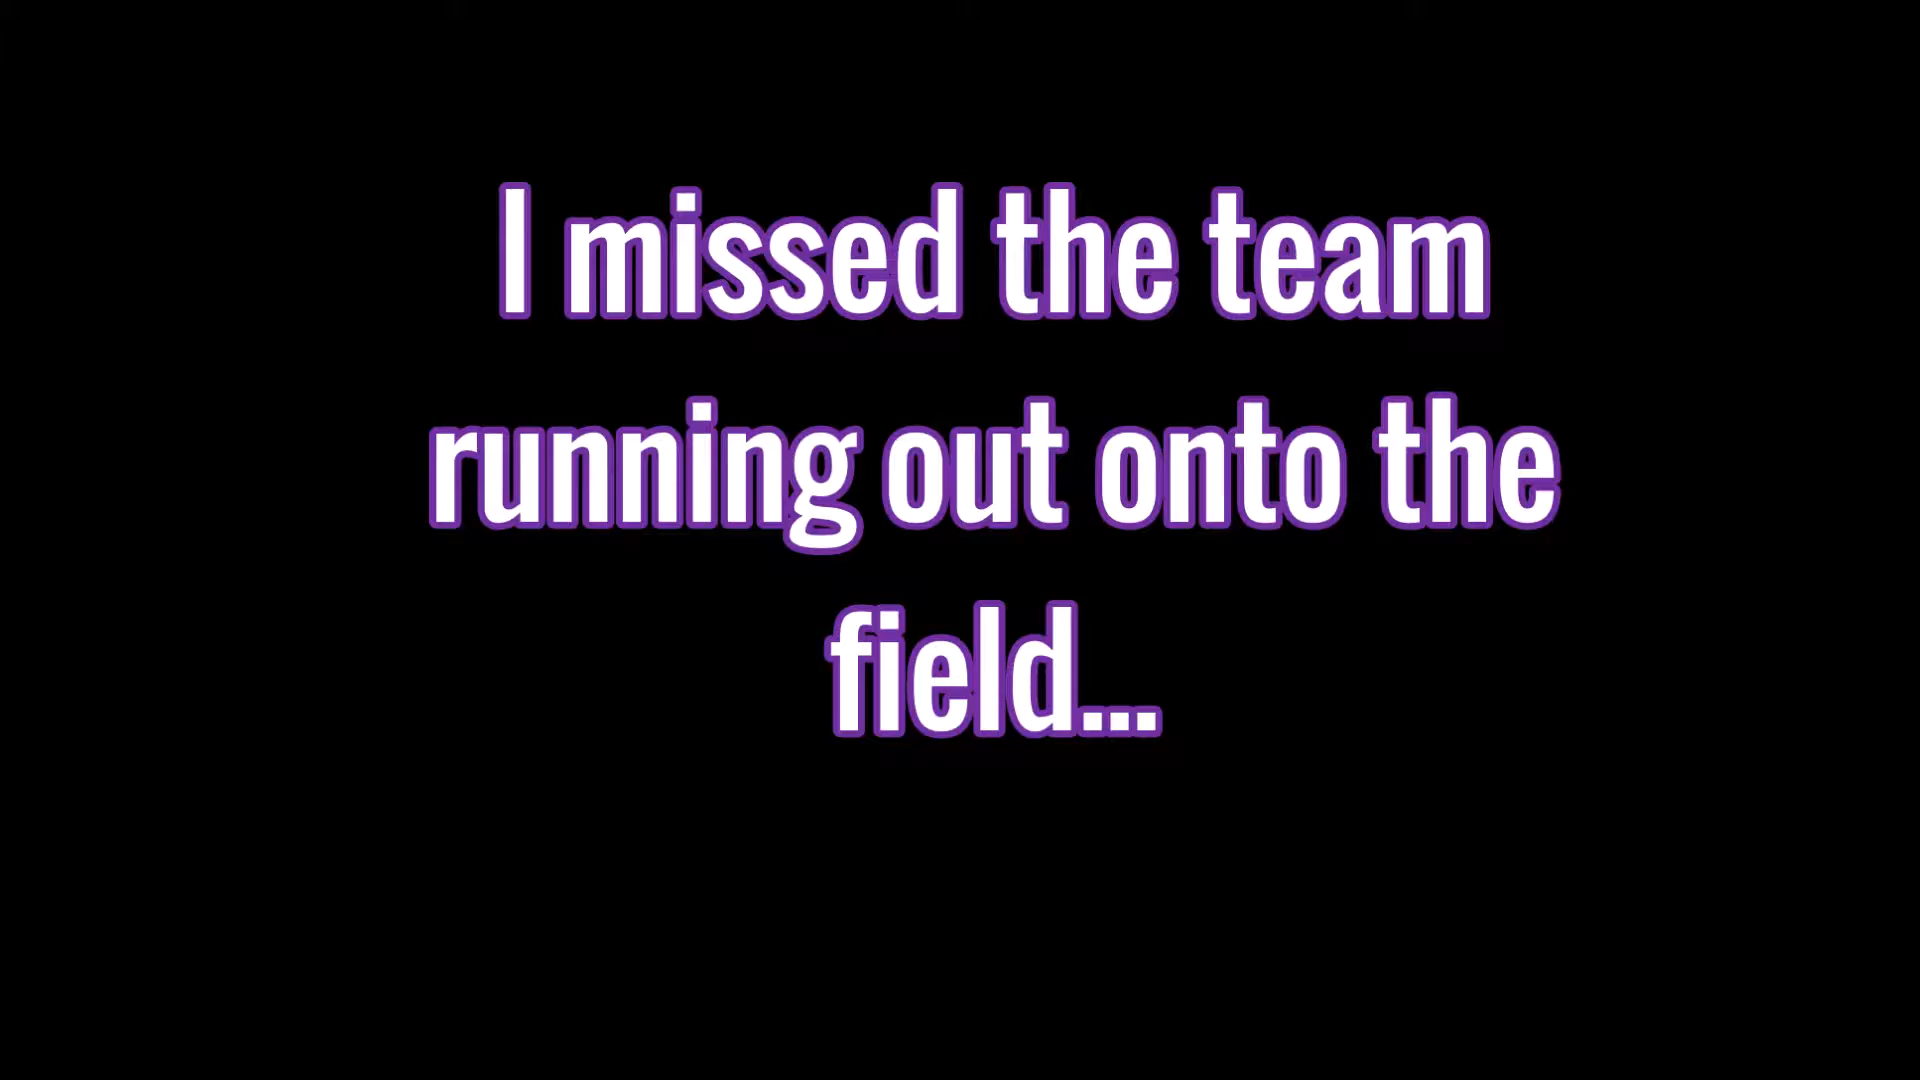 I missed the team
running out onto the
field...